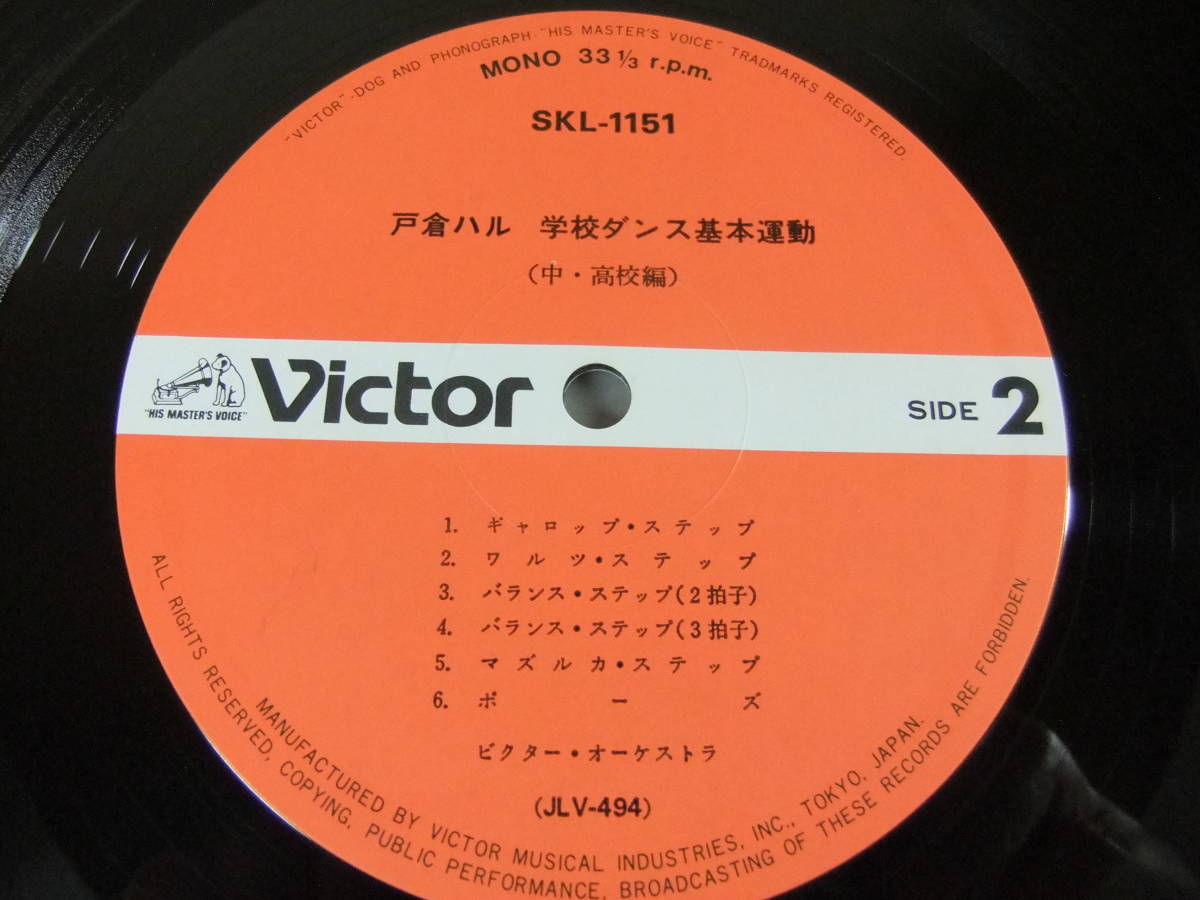 "VICTOR"-DOG AND PHONOGRAPH-"HIS MASTER'S VOICE" TRADMARKS REGISTERED.
MONO 33 1/3 r.p.m.
SKL-1151
戸倉ハル 学校ダンス基本運動
(中・高校編)
"HIS MASTER'S VOICE"
Victor
SIDE 2
1. ギャロップ・ステップ
2. ワルツ・ステップ
3. バランス・ステップ(2拍子)
4. バランス・ステップ(3拍子)
5. マズルカ・ステップ
6. ポーズ
ビクター・オーケストラ
(JLV-494)
MANUFACTURED BY VICTOR MUSICAL INDUSTRIES, INC., TOKYO, JAPAN.
ALL RIGHTS RESERVED, COPYING, PUBLIC PERFORMANCE, BROADCASTING OF THESE RECORDS ARE FORBIDDEN.